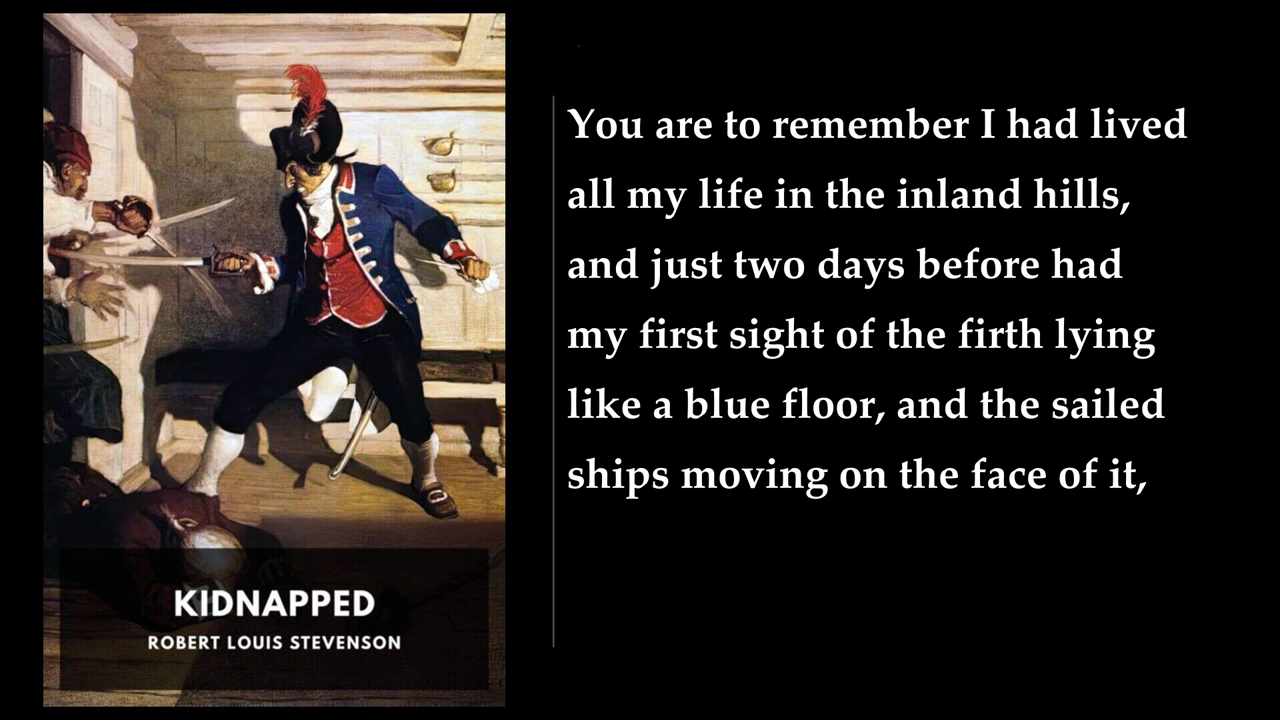 KIDNAPPED
ROBERT LOUIS STEVENSON
You are to remember I had lived
all my life in the inland hills,
and just two days before had
my first sight of the firth lying
like a blue floor, and the sailed
ships moving on the face of it,